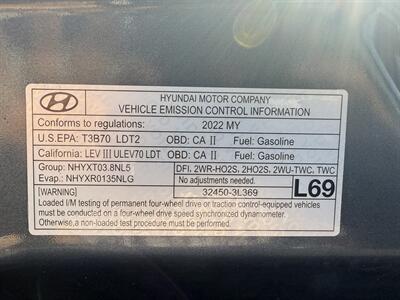 HYUNDAI MOTOR COMPANY
VEHICLE EMISSION CONTROL INFORMATION
Conforms to regulations: 2022 MY
U.S.EPA: T3B70 LDT2 OBD: CA II Fuel: Gasoline
California: LEV III ULEV70 LDT OBD: CA II Fuel: Gasoline
Group: NHYXT03.8NL5 DFI, 2WR-HO2S, 2HO2S, 2WU-TWC, TWC
Evap.: NHYXR0135NLG No adjustments needed.
[WARNING] 32450-3L369 L69
Loaded I/M testing of permanent four-wheel drive or traction control-equipped vehicles
must be conducted on a four-wheel drive speed synchronized dynamometer.
Otherwise, a non-loaded test procedure must be performed.